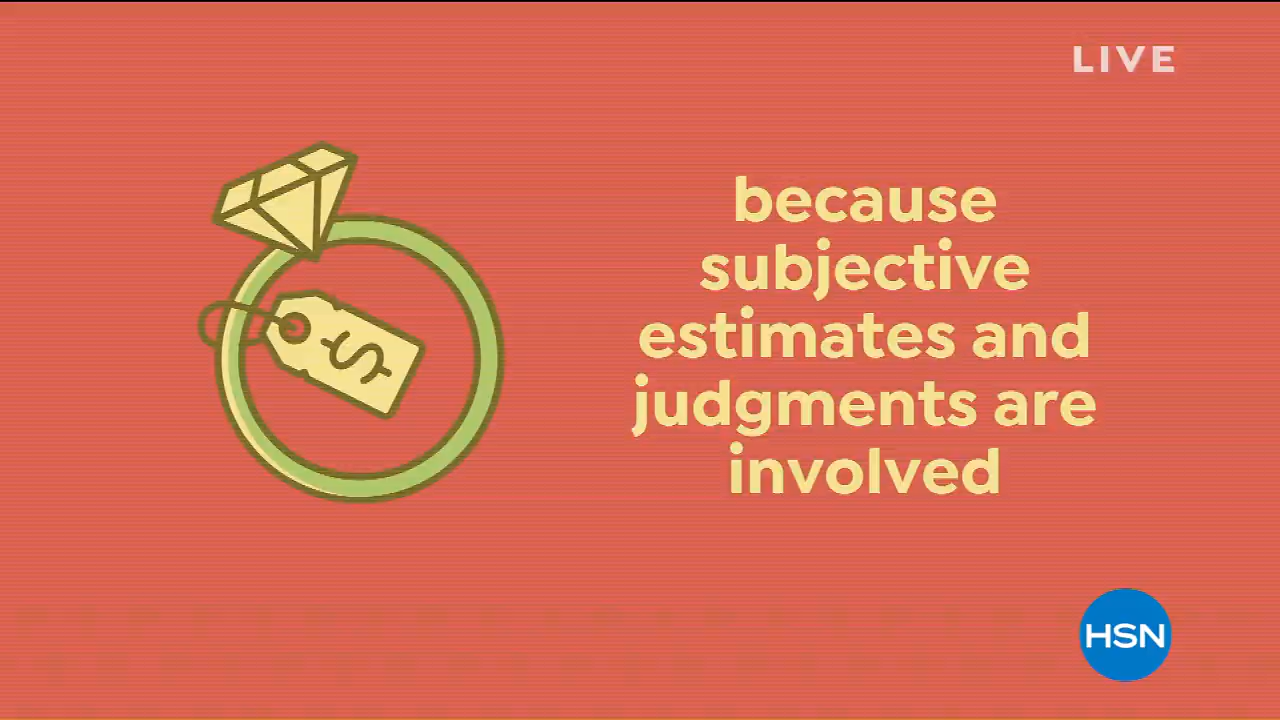 LIVE
because
subjective
estimates and
judgments are
involved
$
HSN